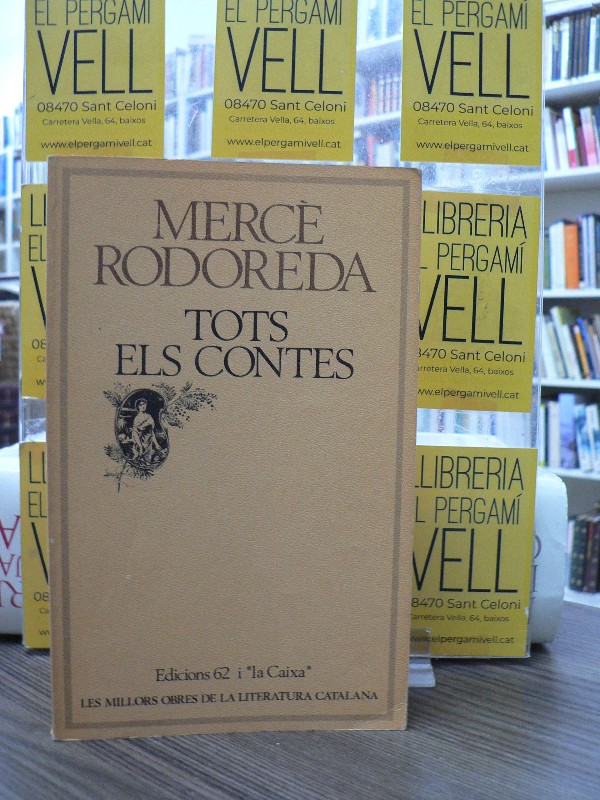 EL PERGAMÍ
VELL
08470 Sant Celoni
Carretera Vella, 64, baixos
www.elpergamivell.cat
EL PERGAMÍ
VELL
08470 Sant Celoni
Carretera Vella, 64, baixos
www.elpergamivell.cat
EL PERGAMÍ
VELL
08470 Sant Celoni
Carretera Vella, 64, baixos
www.elpergamivell.cat
MERCÈ
RODOREDA
TOTS
ELS CONTES
Edicions 62 i "la Caixa"
LES MILLORS OBRES DE LA LITERATURA CATALANA
LLIBRERIA
EL PERGAMÍ
VELL
08470 Sant Celoni
Carretera Vella, 64, baixos
www.elpergamivell.cat
LLIBRERIA
EL PERGAMÍ
VELL
08470 Sant Celoni
Carretera Vella, 64, baixos
www.elpergamivell.cat